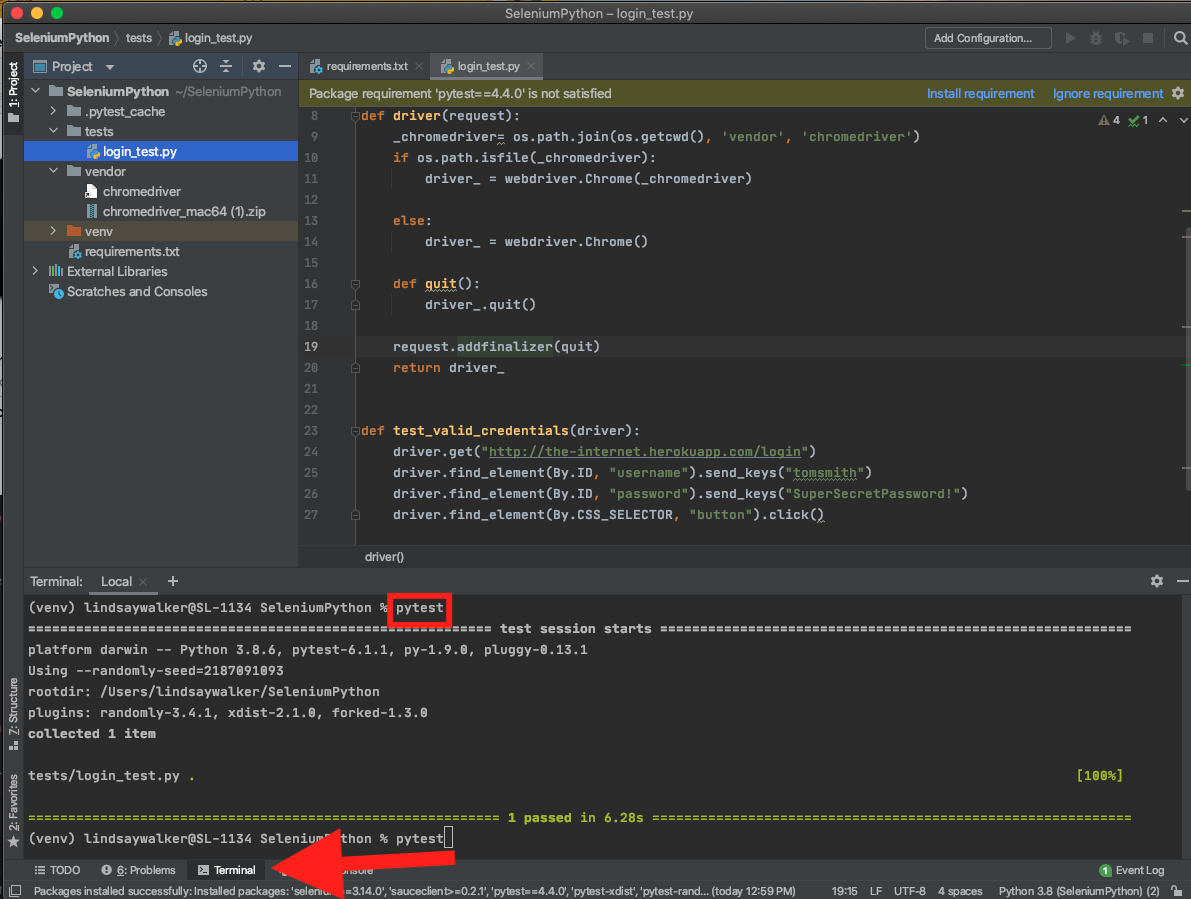 SeleniumPython – login_test.py
SeleniumPython tests login_test.py
Add Configuration...
1: Project
Project
requirements.txt
login_test.py
SeleniumPython ~/SeleniumPython
.pytest_cache
tests
login_test.py
vendor
chromedriver
chromedriver_mac64 (1).zip
venv
requirements.txt
External Libraries
Scratches and Consoles
Package requirement 'pytest==4.4.0' is not satisfied
Install requirement
Ignore requirement
4 1
8 def driver(request):
9 _chromedriver= os.path.join(os.getcwd(), 'vendor', 'chromedriver')
10 if os.path.isfile(_chromedriver):
11 driver_ = webdriver.Chrome(_chromedriver)
12
13 else:
14 driver_ = webdriver.Chrome()
15
16 def quit():
17 driver_.quit()
18
19 request.addfinalizer(quit)
20 return driver_
21
22
23 def test_valid_credentials(driver):
24 driver.get("http://the-internet.herokuapp.com/login")
25 driver.find_element(By.ID, "username").send_keys("tomsmith")
26 driver.find_element(By.ID, "password").send_keys("SuperSecretPassword!")
27 driver.find_element(By.CSS_SELECTOR, "button").click()
driver()
Terminal: Local +
(venv) lindsaywalker@SL-1134 SeleniumPython % pytest
========================================================== test session starts ===========================================================
platform darwin -- Python 3.8.6, pytest-6.1.1, py-1.9.0, pluggy-0.13.1
Using --randomly-seed=2187091093
rootdir: /Users/lindsaywalker/SeleniumPython
plugins: randomly-3.4.1, xdist-2.1.0, forked-1.3.0
collected 1 item
tests/login_test.py . [100%]
=========================================================== 1 passed in 6.28s ============================================================
(venv) lindsaywalker@SL-1134 SeleniumPython % pytest
Z: Structure
2: Favorites
TODO
6: Problems
Terminal
Event Log
1
Packages installed successfully: Installed packages: 'selenium==3.14.0', 'sauceclient>=0.2.1', 'pytest==4.4.0', 'pytest-xdist', 'pytest-rand... (today 12:59 PM)
19:15 LF UTF-8 4 spaces Python 3.8 (SeleniumPython) (2)